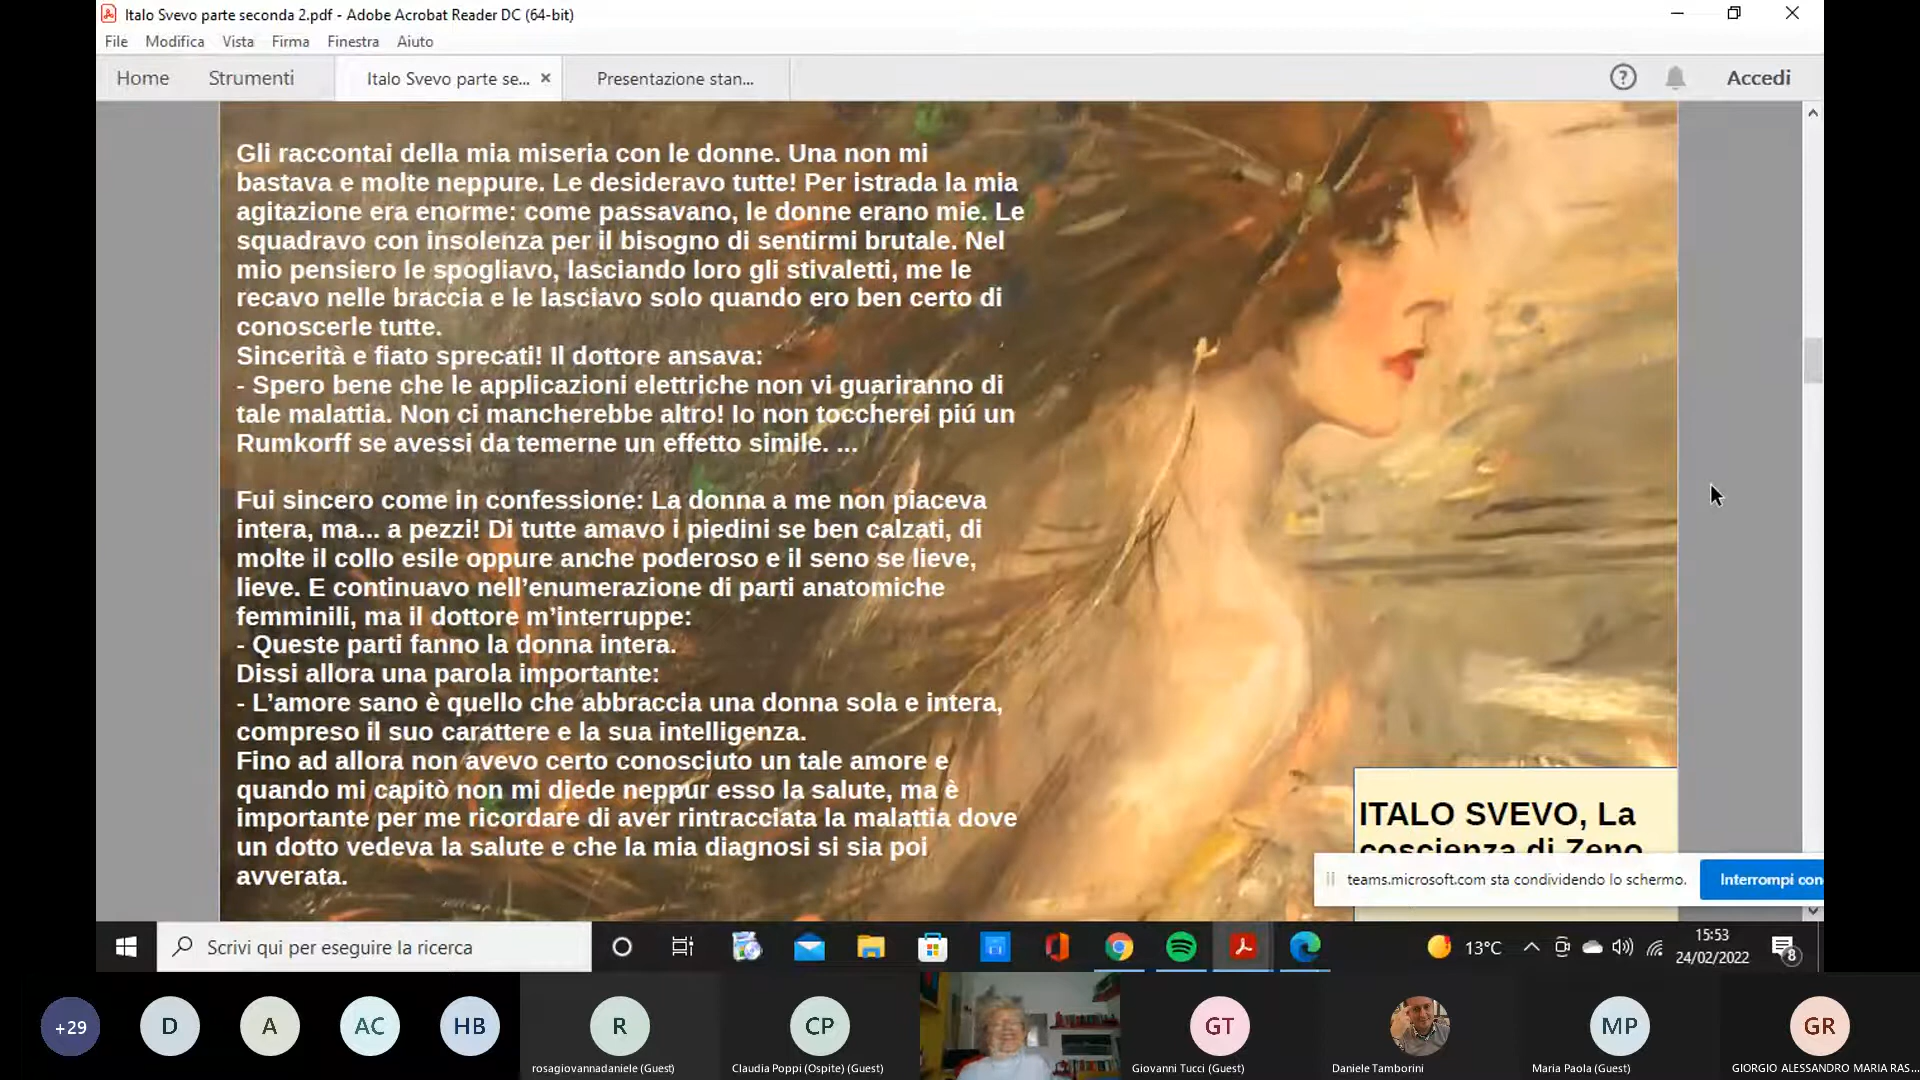 Italo Svevo parte seconda 2.pdf - Adobe Acrobat Reader DC (64-bit)
File Modifica Vista Firma Finestra Aiuto
Home Strumenti Italo Svevo parte se... Presentazione stan... Accedi
Gli raccontai della mia miseria con le donne. Una non mi
bastava e molte neppure. Le desideravo tutte! Per istrada la mia
agitazione era enorme: come passavano, le donne erano mie. Le
squadravo con insolenza per il bisogno di sentirmi brutale. Nel
mio pensiero le spogliavo, lasciando loro gli stivaletti, me le
recavo nelle braccia e le lasciavo solo quando ero ben certo di
conoscerle tutte.
Sincerità e fiato sprecati! Il dottore ansava:
- Spero bene che le applicazioni elettriche non vi guariranno di
tale malattia. Non ci mancherebbe altro! Io non toccherei piú un
Rumkorff se avessi da temerne un effetto simile. ...
Fui sincero come in confessione: La donna a me non piaceva
intera, ma... a pezzi! Di tutte amavo i piedini se ben calzati, di
molte il collo esile oppure anche poderoso e il seno se lieve,
lieve. E continuavo nell’enumerazione di parti anatomiche
femminili, ma il dottore m’interruppe:
- Queste parti fanno la donna intera.
Dissi allora una parola importante:
- L’amore sano è quello che abbraccia una donna sola e intera,
compreso il suo carattere e la sua intelligenza.
Fino ad allora non avevo certo conosciuto un tale amore e
quando mi capitò non mi diede neppur esso la salute, ma è
importante per me ricordare di aver rintracciata la malattia dove
un dotto vedeva la salute e che la mia diagnosi si sia poi
avverata.
ITALO SVEVO, La
coscienza di Zeno
teams.microsoft.com sta condividendo lo schermo. Interrompi con
Scrivi qui per eseguire la ricerca
13°C
15:53
24/02/2022
8
+29 D A AC HB R CP GT MP GR
rosagiovannadaniele (Guest) Claudia Poppi (Ospite) (Guest) Giovanni Tucci (Guest) Daniele Tamborini Maria Paola (Guest) GIORGIO ALESSANDRO MARIA RAS...